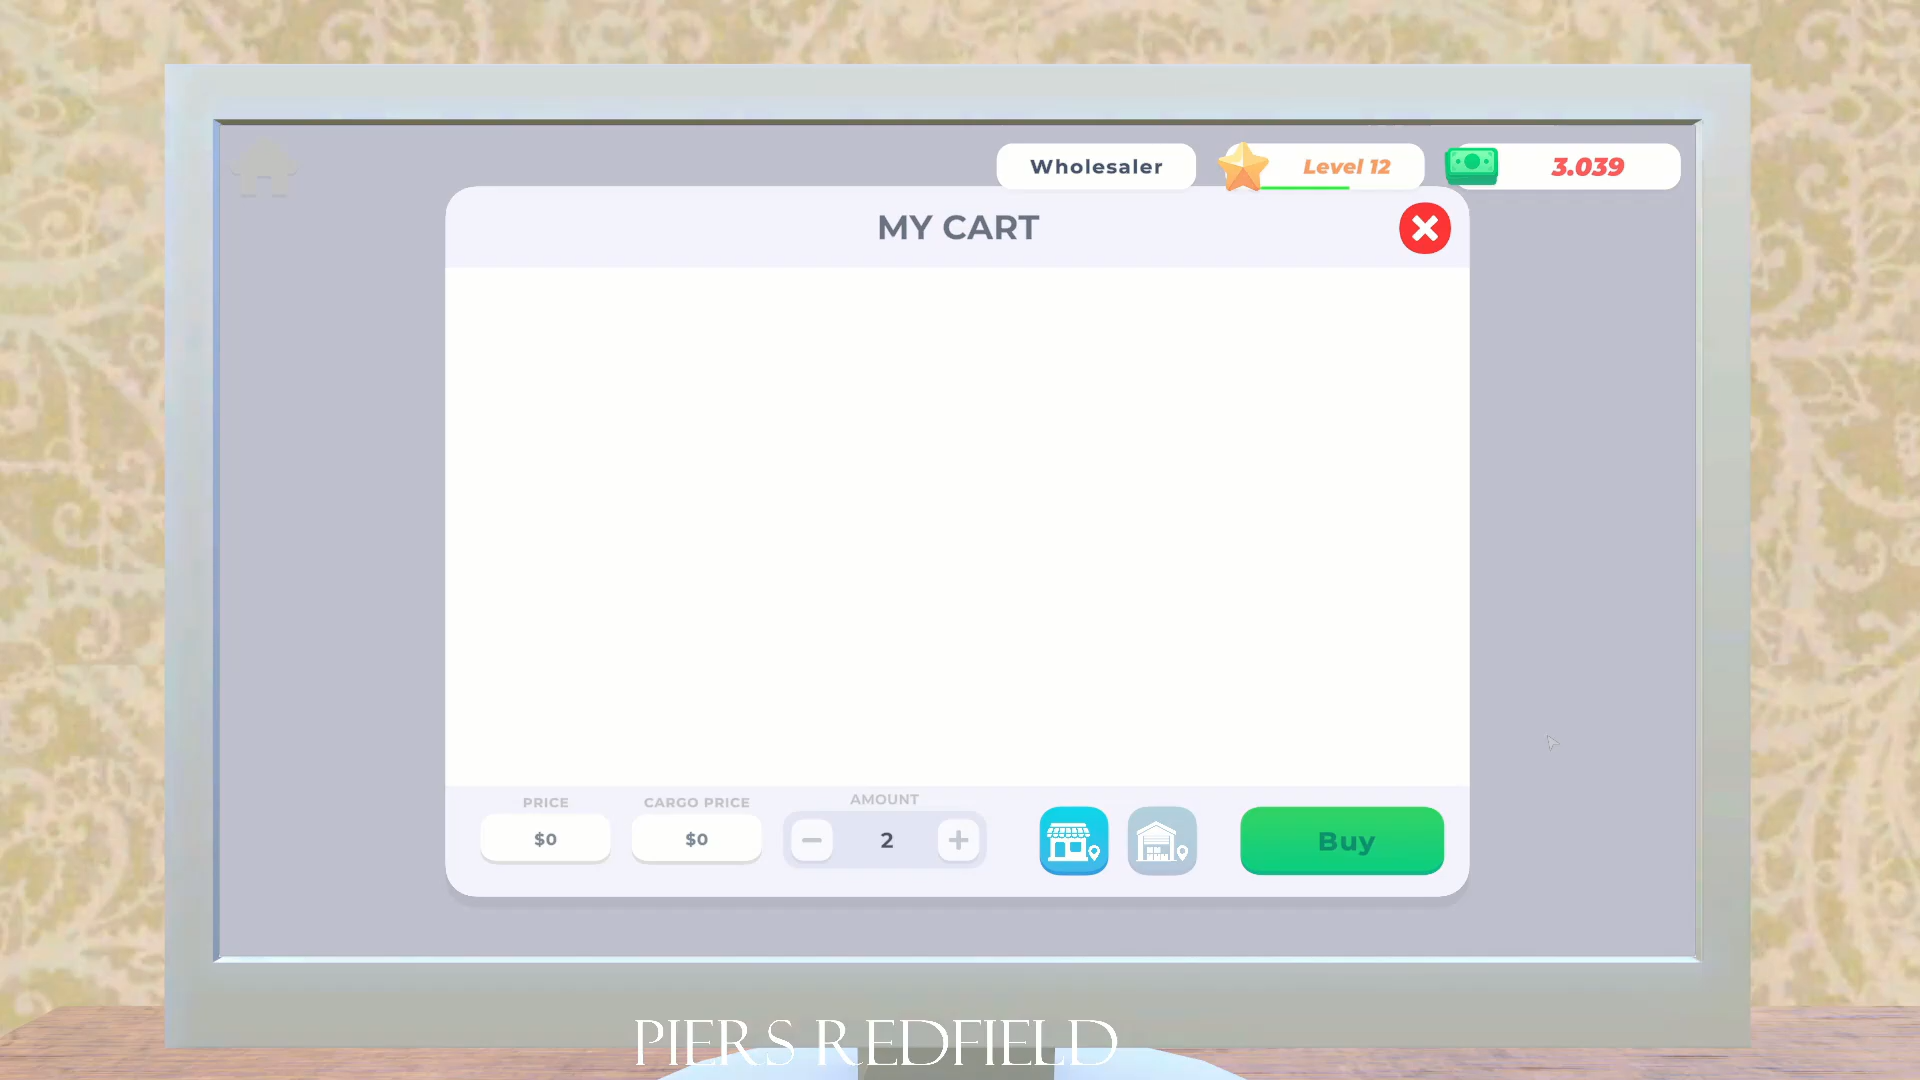 Wholesaler
Level 12
3.039
MY CART
PRICE
CARGO PRICE
AMOUNT
$0
$0
2
Buy
PIERS REDFIELD